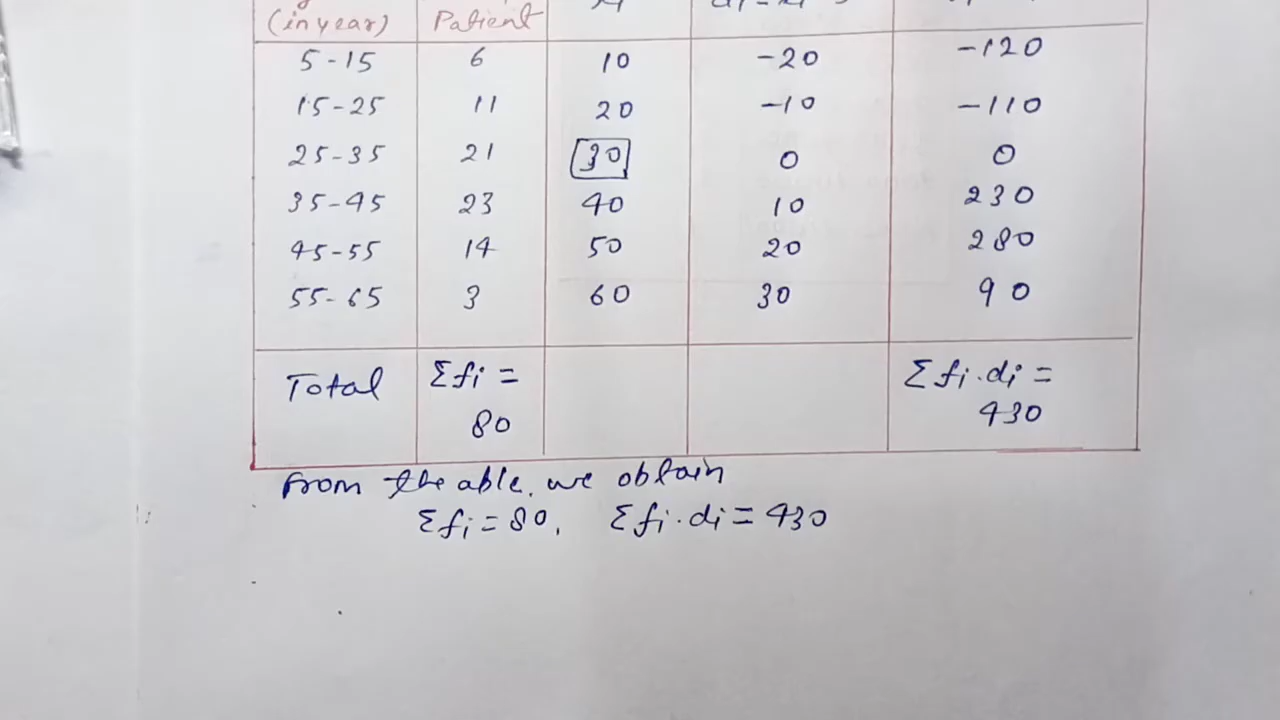 (in year) Patient
5-15 6 10 -20 -120
15-25 11 20 -10 -110
25-35 21 30 0 0
35-45 23 40 10 230
45-55 14 50 20 280
55-65 3 60 30 90
Total Σfi = 80 Σfi.di = 430
From the able, we obtain
Σfi = 80, Σfi.di = 430